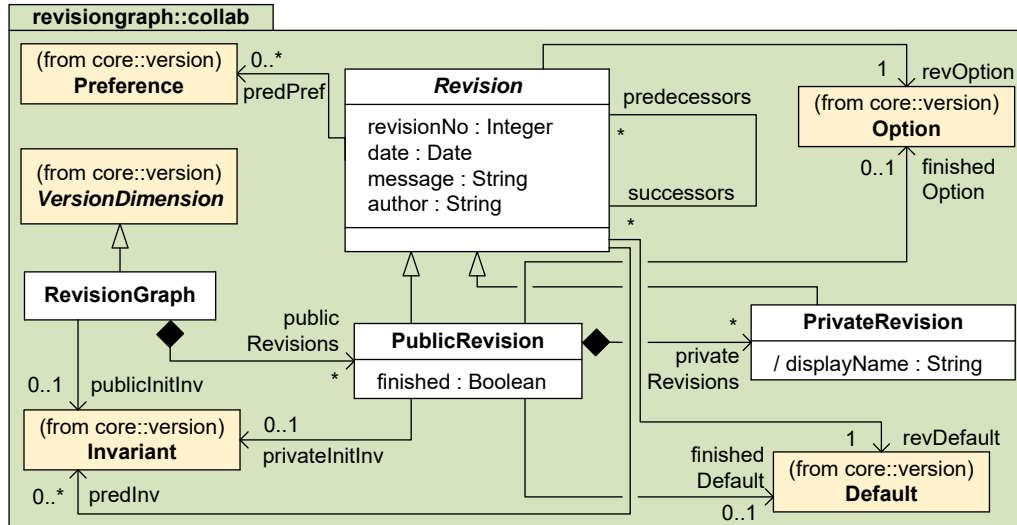 revisiongraph::collab
(from core::version)
Preference
0..*
predPref
Revision
revisionNo : Integer
date : Date
message : String
author : String
predecessors
*
successors
*
1
revOption
(from core::version)
Option
0..1
finished
Option
(from core::version)
VersionDimension
RevisionGraph
public
Revisions
*
PublicRevision
finished : Boolean
*
private
Revisions
PrivateRevision
/ displayName : String
0..1
publicInitInv
(from core::version)
Invariant
0..1
privateInitInv
0..*
predInv
1
revDefault
finished
Default
0..1
(from core::version)
Default